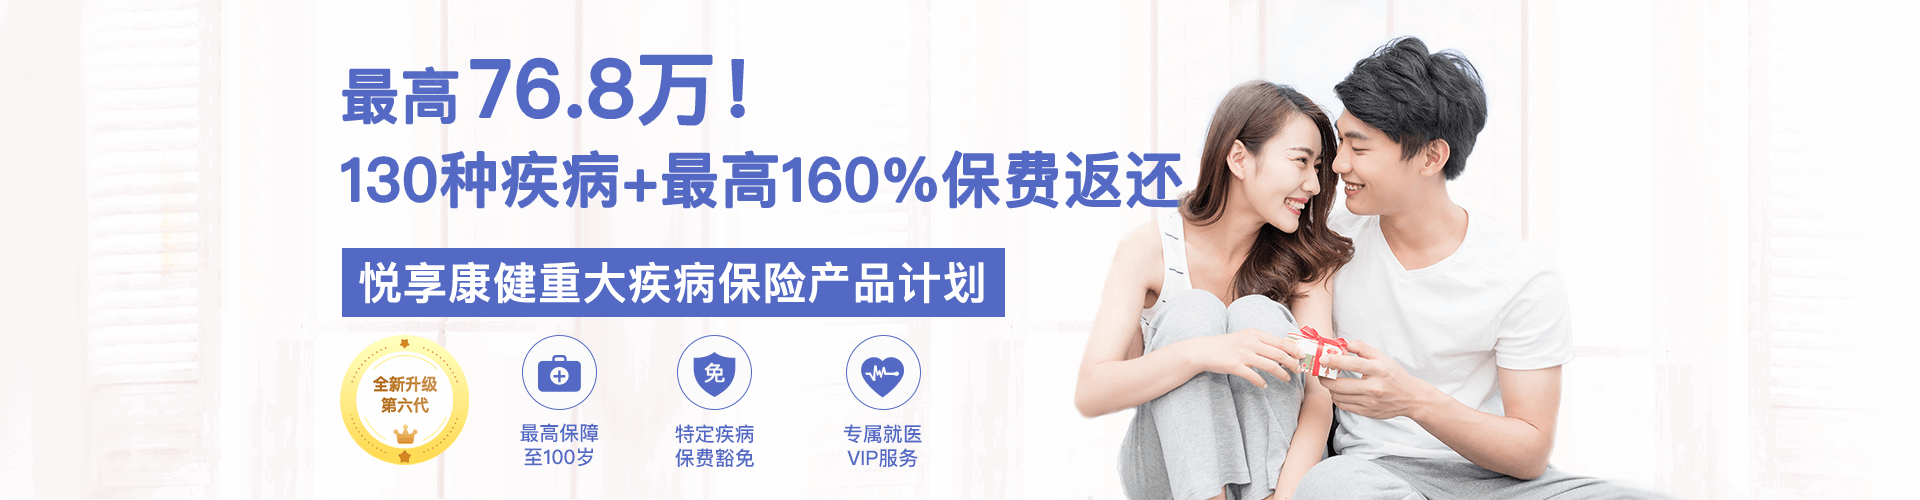 最高76.8万！
130种疾病+最高160%保费返还
悦享康健重大疾病保险产品计划
全新升级
第六代
最高保障
至100岁
免
特定疾病
保费豁免
专属就医
VIP服务